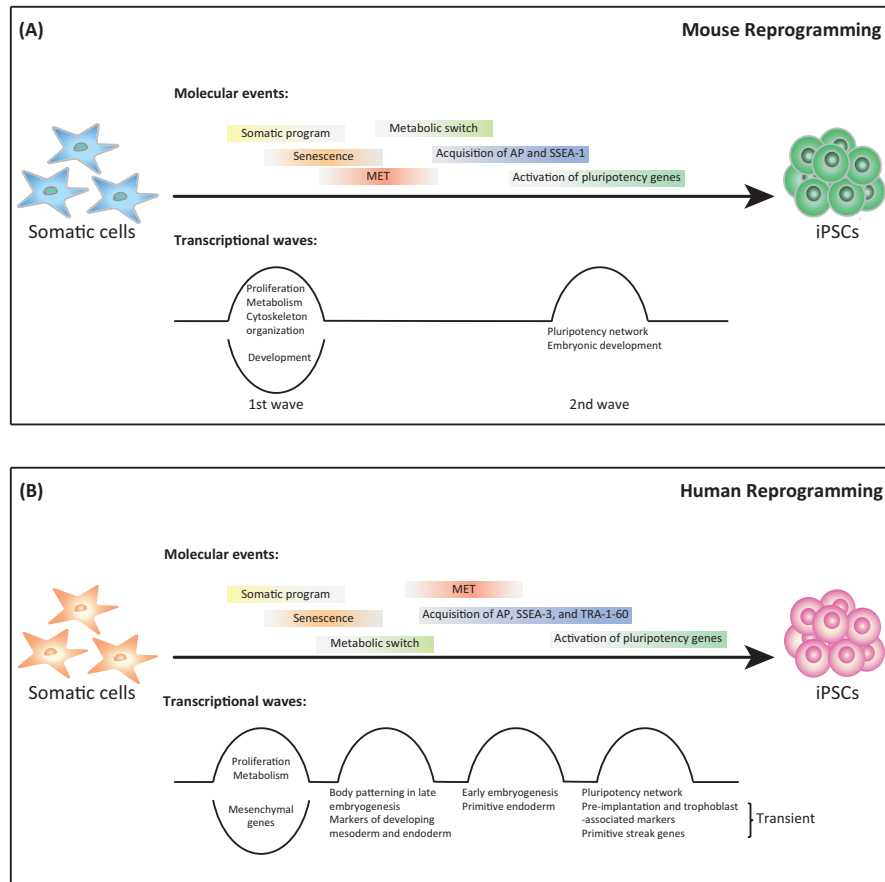 (A)
Mouse Reprogramming
Molecular events:
Somatic program
Metabolic switch
Senescence
Acquisition of AP and SSEA-1
MET
Activation of pluripotency genes
Somatic cells
iPSCs
Transcriptional waves:
Proliferation
Metabolism
Cytoskeleton
organization
Development
Pluripotency network
Embryonic development
1st wave
2nd wave
(B)
Human Reprogramming
Molecular events:
Somatic program
MET
Senescence
Acquisition of AP, SSEA-3, and TRA-1-60
Metabolic switch
Activation of pluripotency genes
Somatic cells
iPSCs
Transcriptional waves:
Proliferation
Metabolism
Mesenchymal
genes
Body patterning in late
embryogenesis
Markers of developing
mesoderm and endoderm
Early embryogenesis
Primitive endoderm
Pluripotency network
Pre-implantation and trophoblast
-associated markers
Primitive streak genes
Transient